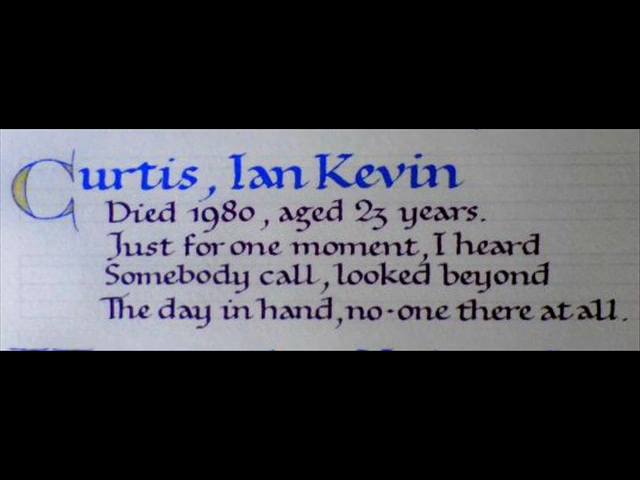 Curtis, Ian Kevin
Died 1980, aged 23 years.
Just for one moment, I heard
Somebody call, looked beyond
The day in hand, no-one there at all.